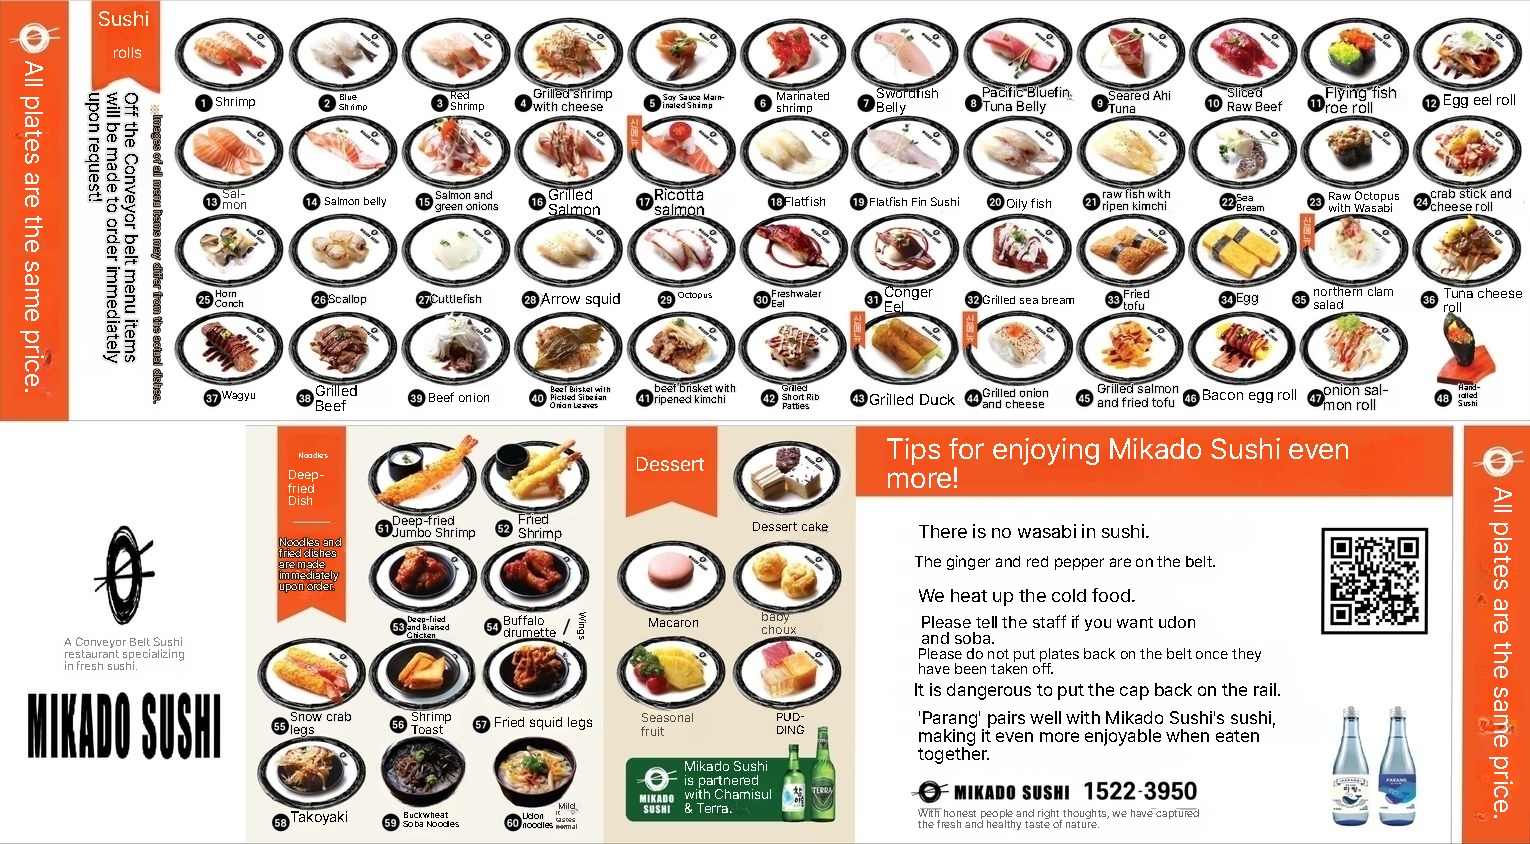 All plates are the same price.
Sushi
rolls
Off the Conveyor belt menu items
will be made to order immediately
upon request!
※Images of all menu items may differ from the actual dishes.
1 Shrimp
2 Blue
Shrimp
3 Red
Shrimp
4 Grilled shrimp
with cheese
5 Soy Sauce Marin-
inated Shrimp
6 Marinated
shrimp
7 Swordfish
Belly
8 Pacific Bluefin
Tuna Belly
9 Seared Ahi
Tuna
10 Sliced
Raw Beef
11 Flying fish
roe roll
12 Egg eel roll
13 Sal-
mon
14 Salmon belly
15 Salmon and
green onions
16 Grilled
Salmon
17 Ricotta
salmon
18 Flatfish
19 Flatfish Fin Sushi
20 Oily fish
21 raw fish with
ripen kimchi
22 Sea
Bream
23 Raw Octopus
with Wasabi
24 crab stick and
cheese roll
25 Horn
Conch
26 Scallop
27 Cuttlefish
28 Arrow squid
29 Octopus
30 Freshwater
Eel
31 Conger
Eel
32 Grilled sea bream
33 Fried
tofu
34 Egg
35 northern clam
salad
36 Tuna cheese
roll
37 Wagyu
38 Grilled
Beef
39 Beef onion
40 Beef Brisket with
Pickled Siberian
Onion Leaves
41 beef brisket with
ripened kimchi
42 Grilled
Short Rib
Patties
43 Grilled Duck
44 Grilled onion
and cheese
45 Grilled salmon
and fried tofu
46 Bacon egg roll
47 onion sal-
mon roll
48 Hand-
rolled
Sushi
A Conveyor Belt Sushi
restaurant specializing
in fresh sushi.
MIKADO SUSHI
Noodles
Deep-
fried
Dish
Noodles and
fried dishes
are made
immediately
upon order.
51 Deep-fried
Jumbo Shrimp
52 Fried
Shrimp
53 Deep-fried
and Braised
Chicken
54 Buffalo
drumette / Wings
55 Snow crab
legs
56 Shrimp
Toast
57 Fried squid legs
58 Takoyaki
59 Buckwheat
Soba Noodles
60 Udon
noodles
Mild,
it
tastes
normal
Dessert
Dessert cake
Macaron
baby
choux
Seasonal
fruit
PUD-
DING
MIKADO
SUSHI
Mikado Sushi
is partnered
with Chamisul
& Terra.
TERRA
Tips for enjoying Mikado Sushi even
more!
There is no wasabi in sushi.
The ginger and red pepper are on the belt.
We heat up the cold food.
Please tell the staff if you want udon
and soba.
Please do not put plates back on the belt once they
have been taken off.
It is dangerous to put the cap back on the rail.
'Parang' pairs well with Mikado Sushi's sushi,
making it even more enjoyable when eaten
together.
MIKADO SUSHI 1522-3950
With honest people and right thoughts, we have captured
the fresh and healthy taste of nature.
PARANG
PARANG
All plates are the same price.